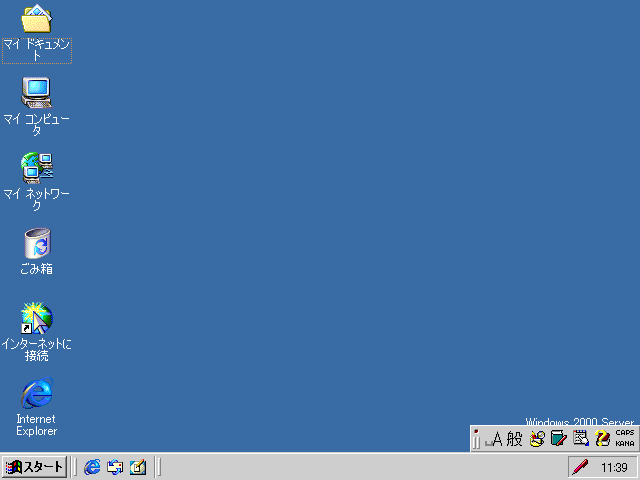 マイ ドキュメン
ト
マイ コンピュー
タ
マイ ネットワー
ク
ごみ箱
インターネットに
接続
Internet
Explorer
Windows 2000 Server
A 般
CAPS
KANA
スタート
11:39